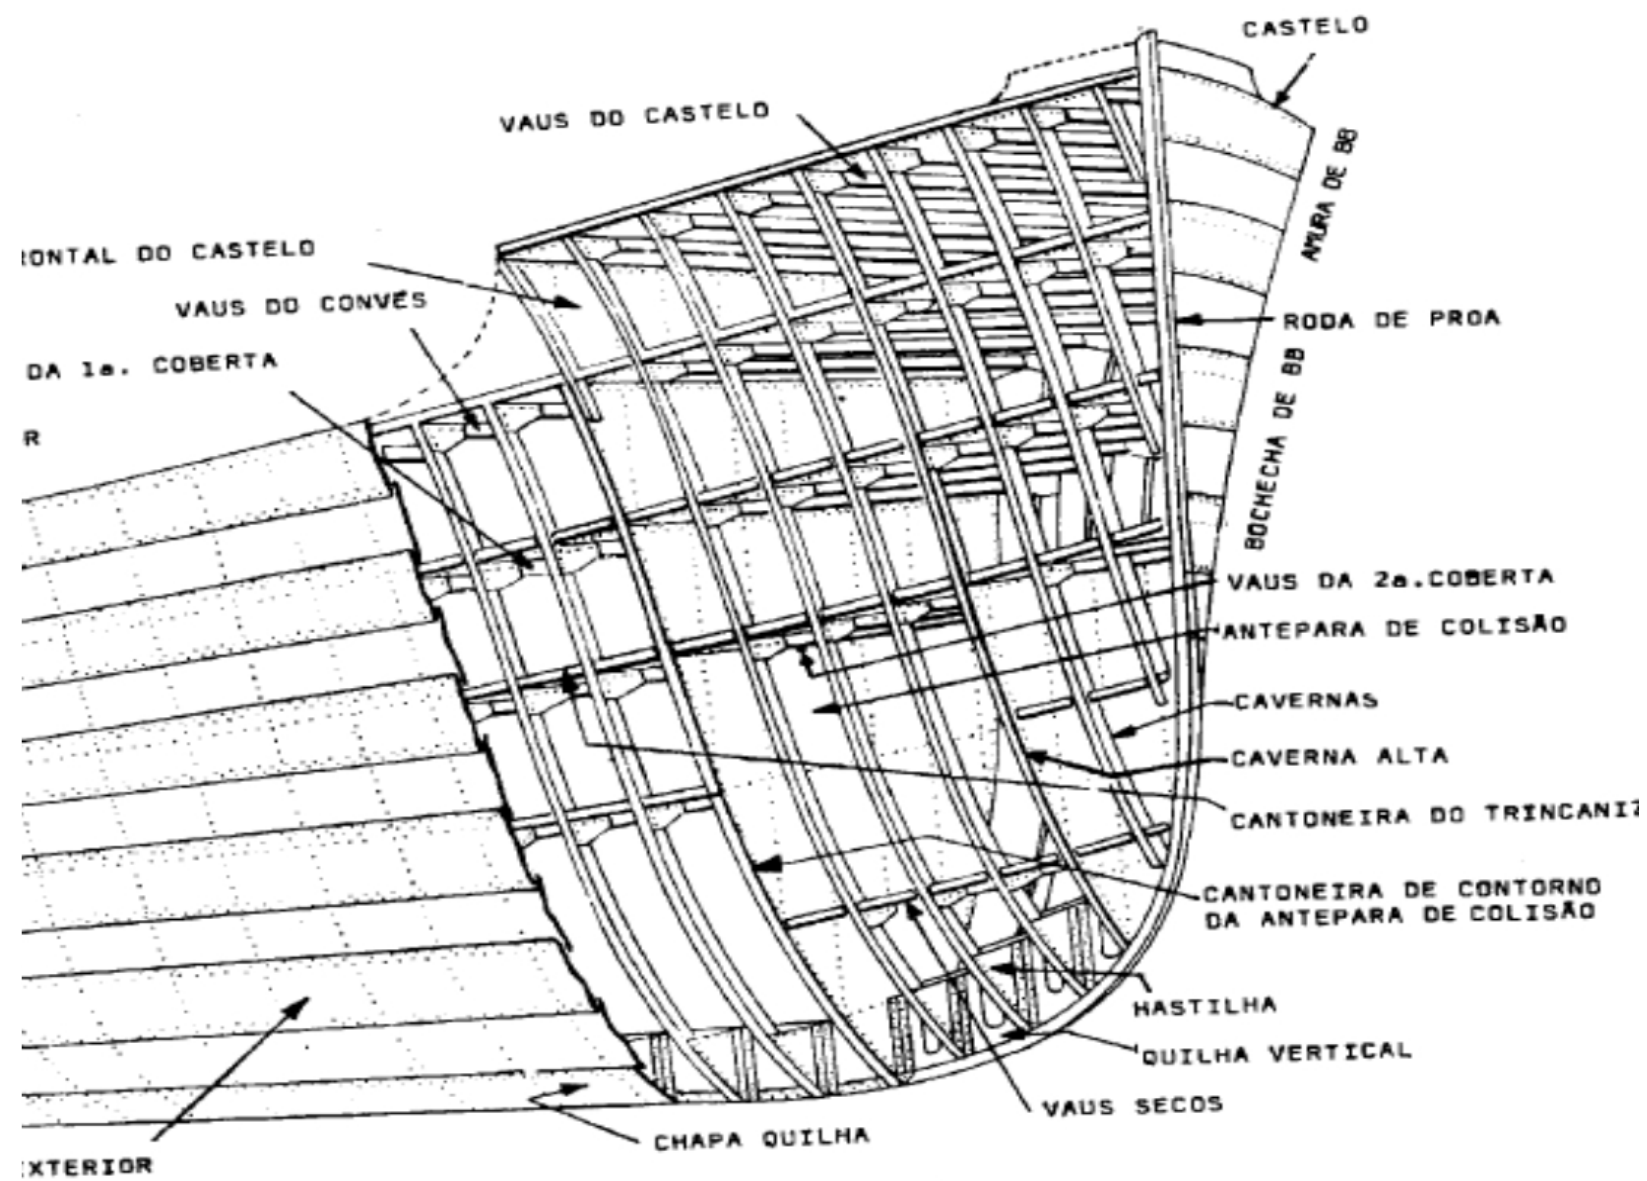 CASTELO
VAUS DO CASTELO
AMURA DE BB
RONTAL DO CASTELO
VAUS DO CONVÉS
RODA DE PROA
DA 1a. COBERTA
R
BOCHECHA DE BB
VAUS DA 2a.COBERTA
ANTEPARA DE COLISÃO
CAVERNAS
CAVERNA ALTA
CANTONEIRA DO TRINCANIZ
CANTONEIRA DE CONTORNO
DA ANTEPARA DE COLISÃO
HASTILHA
QUILHA VERTICAL
VAUS SECOS
CHAPA QUILHA
EXTERIOR